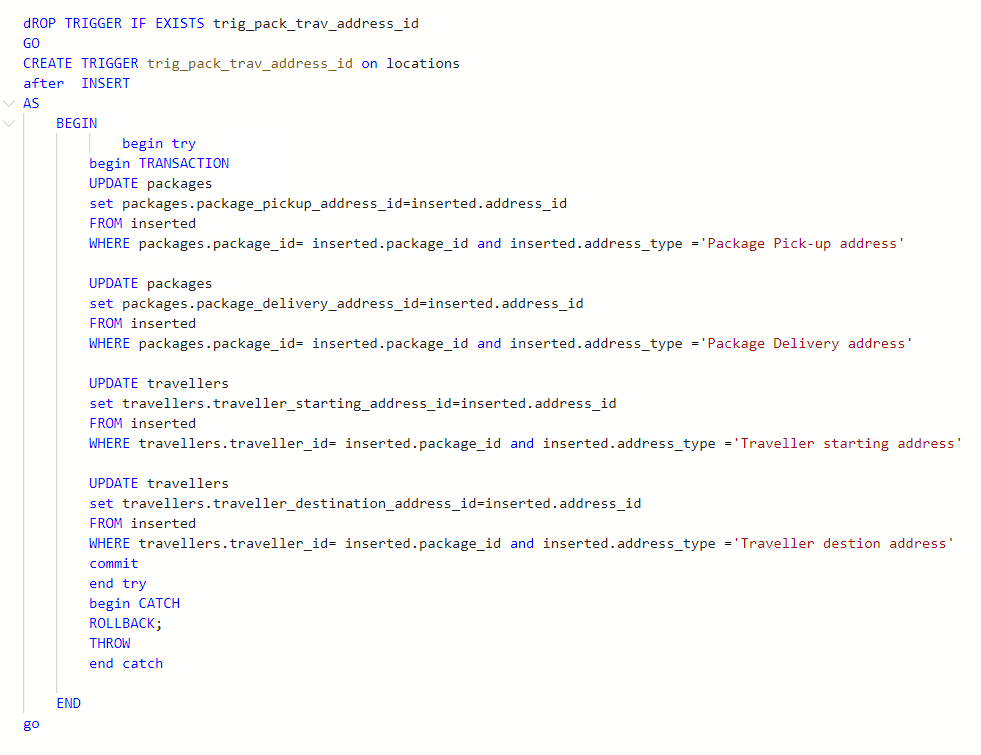 dROP TRIGGER IF EXISTS trig_pack_trav_address_id
GO
CREATE TRIGGER trig_pack_trav_address_id on locations
after  INSERT
AS
BEGIN
begin try
begin TRANSACTION
UPDATE packages
set packages.package_pickup_address_id=inserted.address_id
FROM inserted
WHERE packages.package_id= inserted.package_id and inserted.address_type ='Package Pick-up address'
UPDATE packages
set packages.package_delivery_address_id=inserted.address_id
FROM inserted
WHERE packages.package_id= inserted.package_id and inserted.address_type ='Package Delivery address'
UPDATE travellers
set travellers.traveller_starting_address_id=inserted.address_id
FROM inserted
WHERE travellers.traveller_id= inserted.package_id and inserted.address_type ='Traveller starting address'
UPDATE travellers
set travellers.traveller_destination_address_id=inserted.address_id
FROM inserted
WHERE travellers.traveller_id= inserted.package_id and inserted.address_type ='Traveller destion address'
commit
end try
begin CATCH
ROLLBACK;
THROW
end catch
END
go